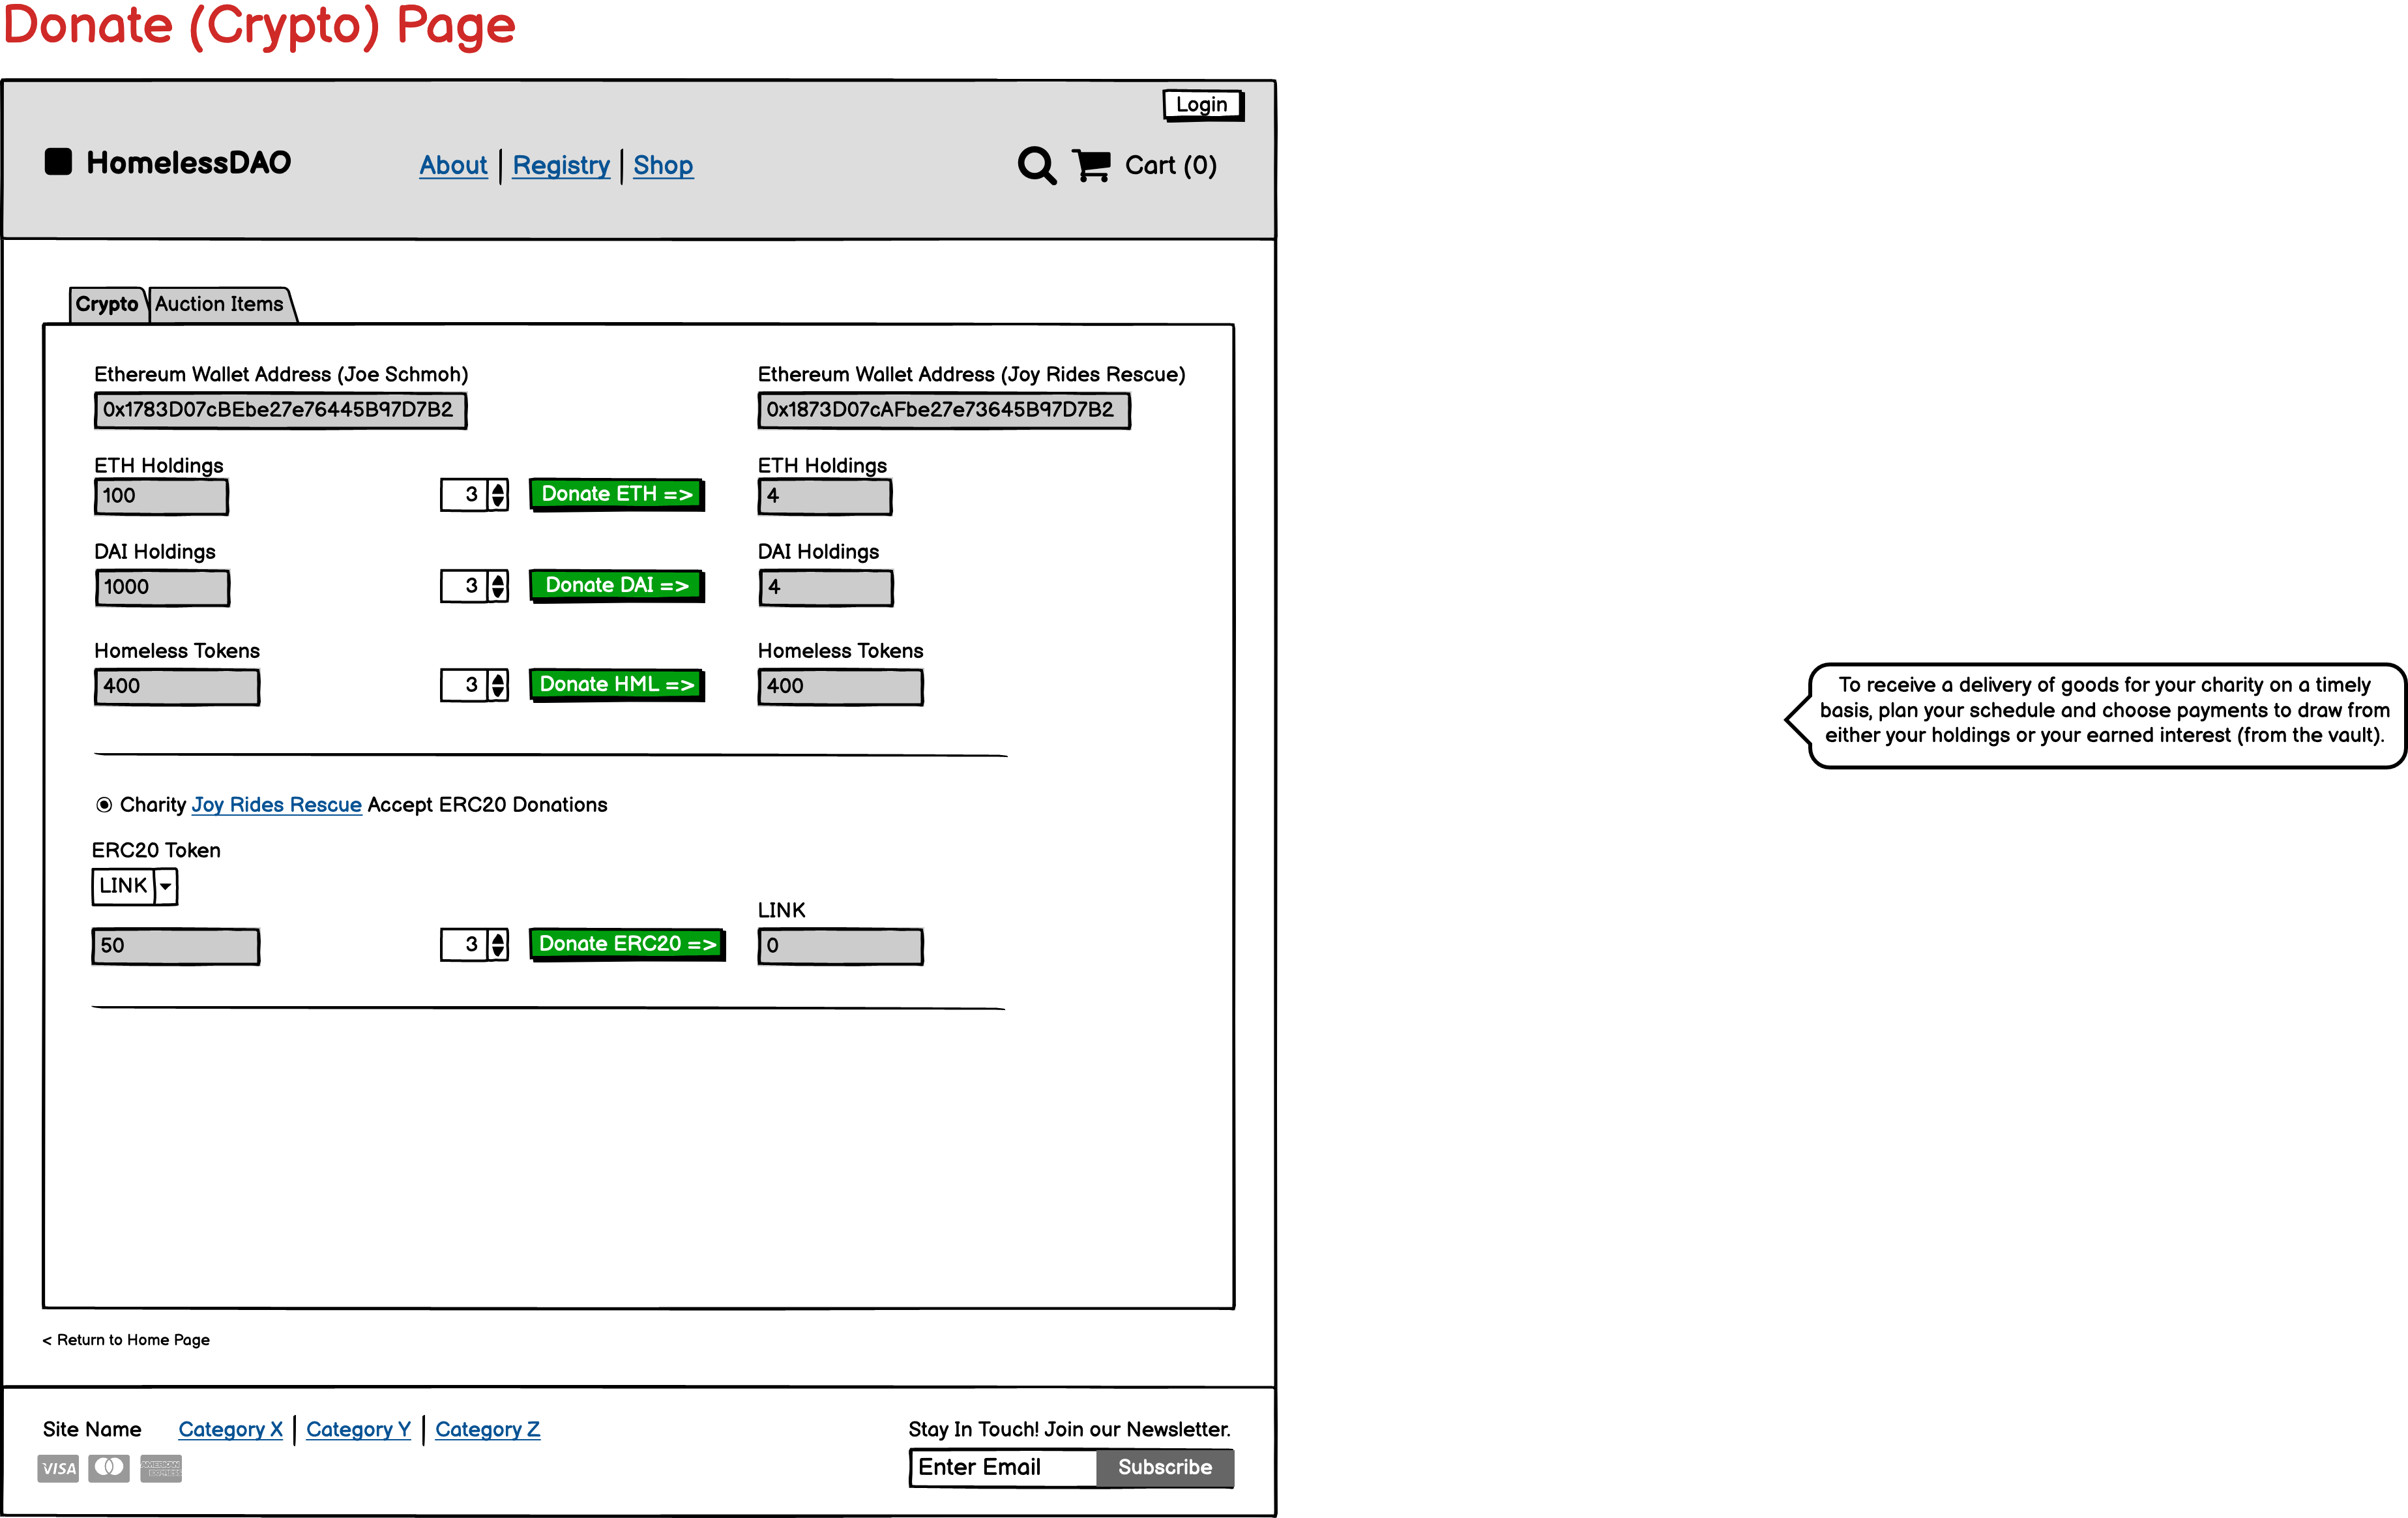 Donate (Crypto) Page
Login
HomelessDAO
About | Registry | Shop
Cart (0)
Crypto
Auction Items
Ethereum Wallet Address (Joe Schmoh)
Ethereum Wallet Address (Joy Rides Rescue)
0x1783D07cBEbe27e76445B97D7B2
0x1873D07cAFbe27e73645B97D7B2
ETH Holdings
ETH Holdings
100
3
Donate ETH =>
4
DAI Holdings
DAI Holdings
1000
3
Donate DAI =>
4
Homeless Tokens
Homeless Tokens
400
3
Donate HML =>
400
To receive a delivery of goods for your charity on a timely
basis, plan your schedule and choose payments to draw from
either your holdings or your earned interest (from the vault).
Charity Joy Rides Rescue Accept ERC20 Donations
ERC20 Token
LINK
LINK
50
3
Donate ERC20 =>
0
< Return to Home Page
Site Name
Category X | Category Y | Category Z
Stay In Touch! Join our Newsletter.
VISA
AMERICAN
EXPRESS
Enter Email
Subscribe